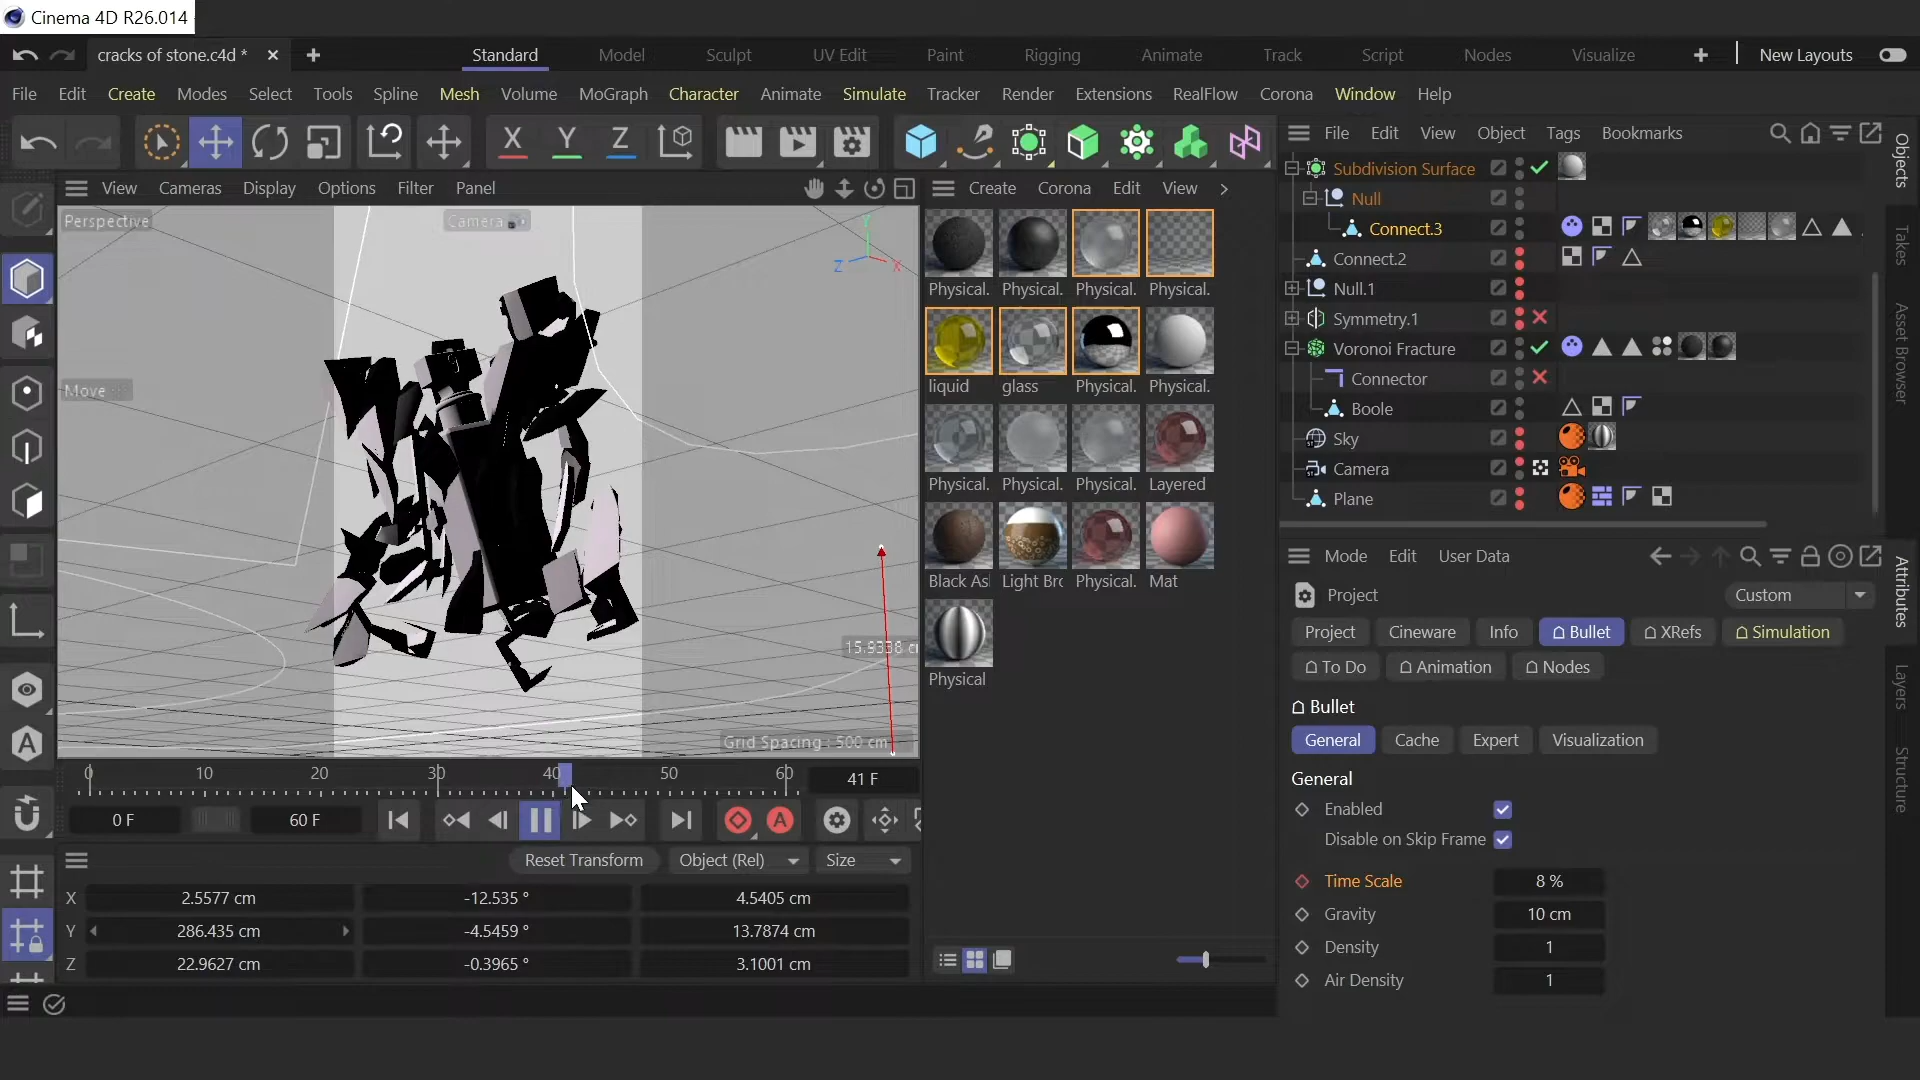 Cinema 4D R26.014
cracks of stone.c4d *
Standard Model Sculpt UV Edit Paint Rigging Animate Track Script Nodes Visualize New Layouts
File Edit Create Modes Select Tools Spline Mesh Volume MoGraph Character Animate Simulate Tracker Render Extensions RealFlow Corona Window Help
X Y Z
File Edit View Object Tags Bookmarks
View Cameras Display Options Filter Panel
Create Corona Edit View
Perspective
Camera
Y
Z X
Move
15.9338
Grid Spacing : 500 cm
Physical. Physical. Physical. Physical.
liquid glass Physical. Physical.
Physical. Physical. Physical. Layered
Black As Light Bro Physical. Mat
Physical
Subdivision Surface
Null
Connect.3
Connect.2
Null.1
Symmetry.1
Voronoi Fracture
Connector
Boole
Sky
Camera
Plane
Objects
Takes
Asset Browser
Attributes
Layers
Structure
Mode Edit User Data
Project Custom
Project Cineware Info Bullet XRefs Simulation
To Do Animation Nodes
Bullet
General Cache Expert Visualization
General
Enabled
Disable on Skip Frame
Time Scale 8 %
Gravity 10 cm
Density 1
Air Density 1
0 10 20 30 40 50 60 41 F
0 F 60 F
A
Reset Transform Object (Rel) Size
X 2.5577 cm -12.535 ° 4.5405 cm
Y 286.435 cm -4.5459 ° 13.7874 cm
Z 22.9627 cm -0.3965 ° 3.1001 cm